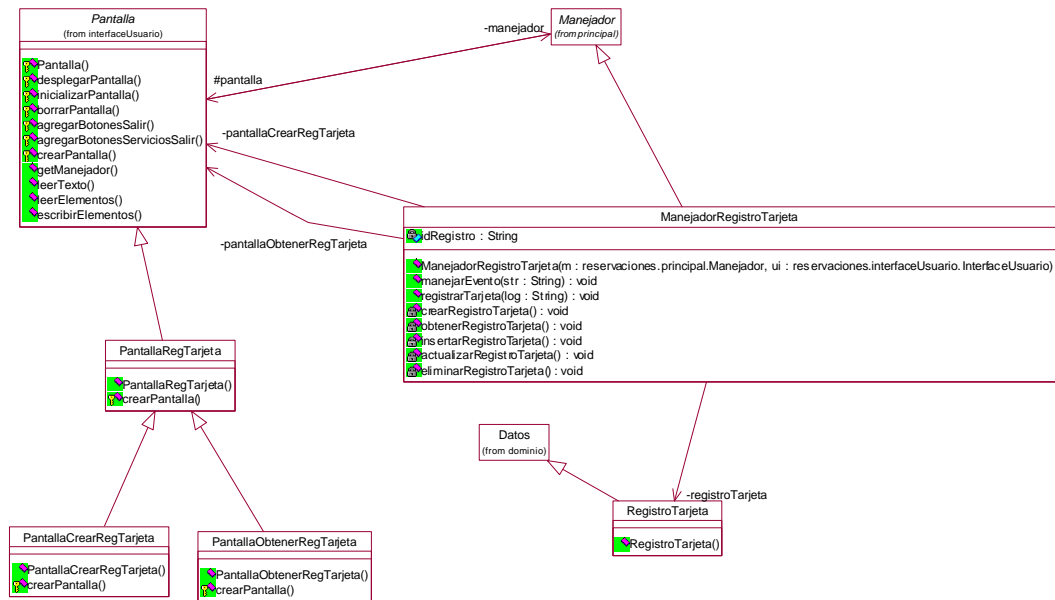 Pantalla
(from interfaceUsuario)
Pantalla()
desplegarPantalla()
inicializarPantalla()
borrarPantalla()
agregarBotonesSalir()
agregarBotonesServiciosSalir()
crearPantalla()
getManejador()
leerTexto()
leerElementos()
escribirElementos()
-manejador
Manejador
(from principal)
#pantalla
-pantallaCrearRegTarjeta
-pantallaObtenerRegTarjeta
ManejadorRegistroTarjeta
idRegistro : String
ManejadorRegistroTarjeta(m : reservaciones.principal.Manejador, ui : reservaciones.interfaceUsuario.InterfaceUsuario)
manejarEvento(str : String) : void
registrarTarjeta(log : String) : void
crearRegistroTarjeta() : void
obtenerRegistroTarjeta() : void
insertarRegistroTarjeta() : void
actualizarRegistroTarjeta() : void
eliminarRegistroTarjeta() : void
PantallaRegTarjeta
PantallaRegTarjeta()
crearPantalla()
Datos
(from dominio)
-registroTarjeta
RegistroTarjeta
RegistroTarjeta()
PantallaCrearRegTarjeta
PantallaCrearRegTarjeta()
crearPantalla()
PantallaObtenerRegTarjeta
PantallaObtenerRegTarjeta()
crearPantalla()